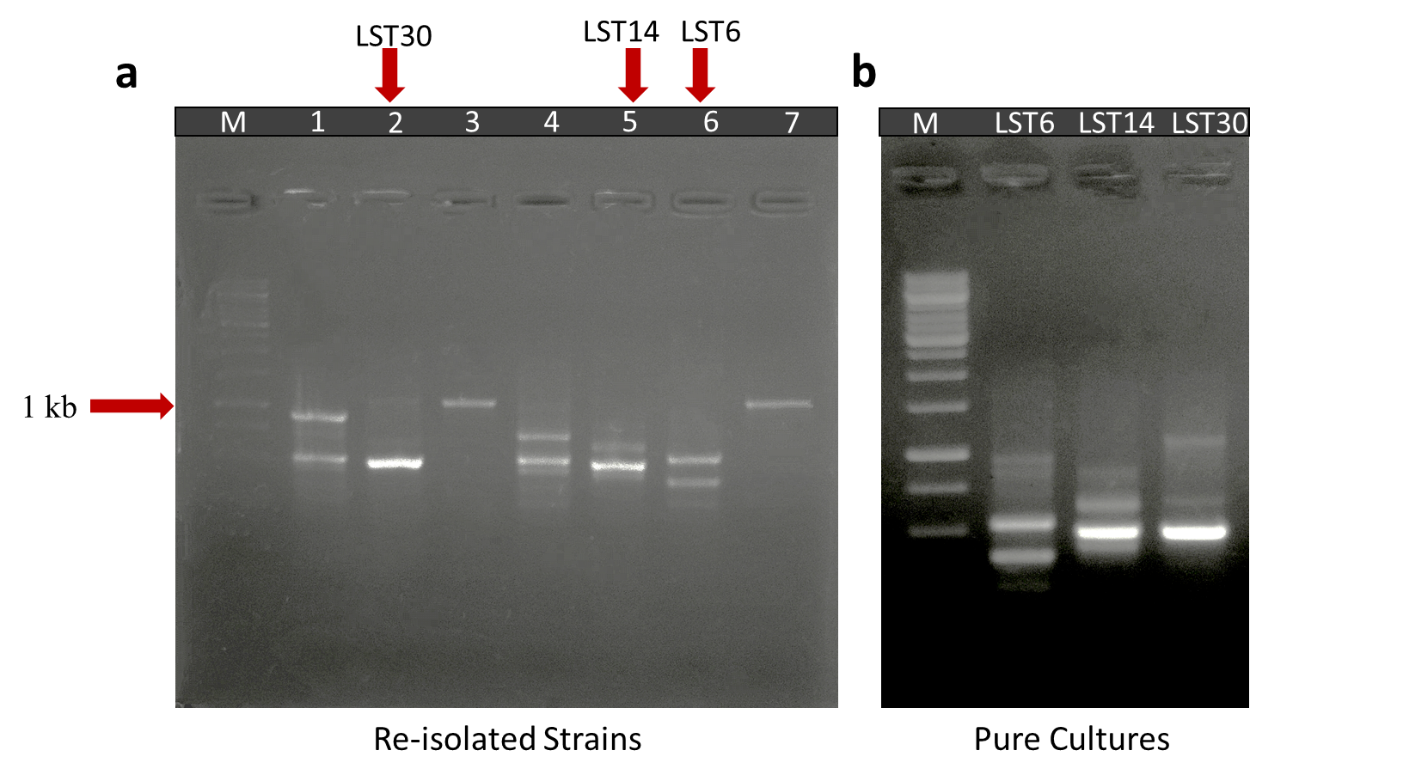 LST30 LST14 LST6
a b
M 1 2 3 4 5 6 7 M LST6 LST14 LST30
1 kb
Re-isolated Strains Pure Cultures